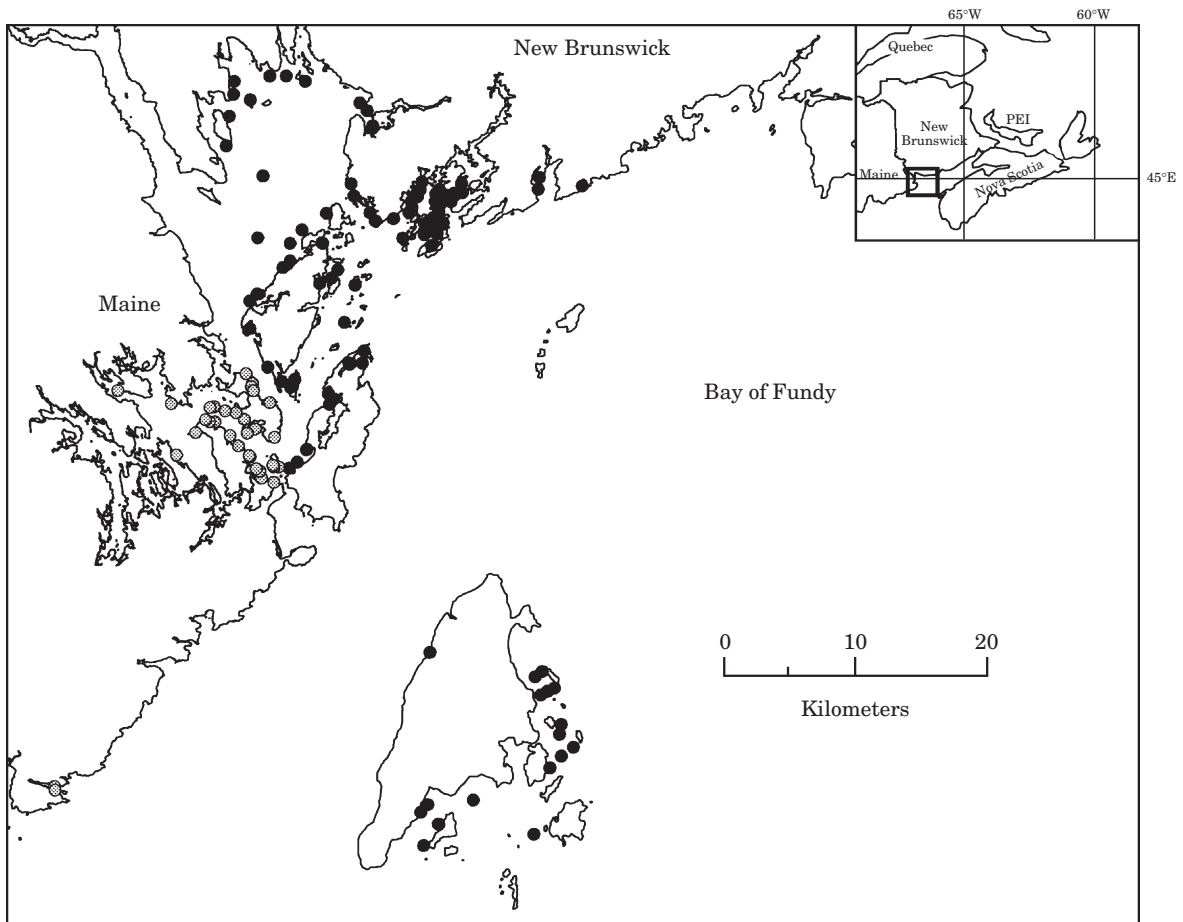 65°W 60°W
New Brunswick
Quebec
PEI
New
Brunswick
Maine
Nova Scotia
45°E
Maine
Bay of Fundy
0 10 20
Kilometers